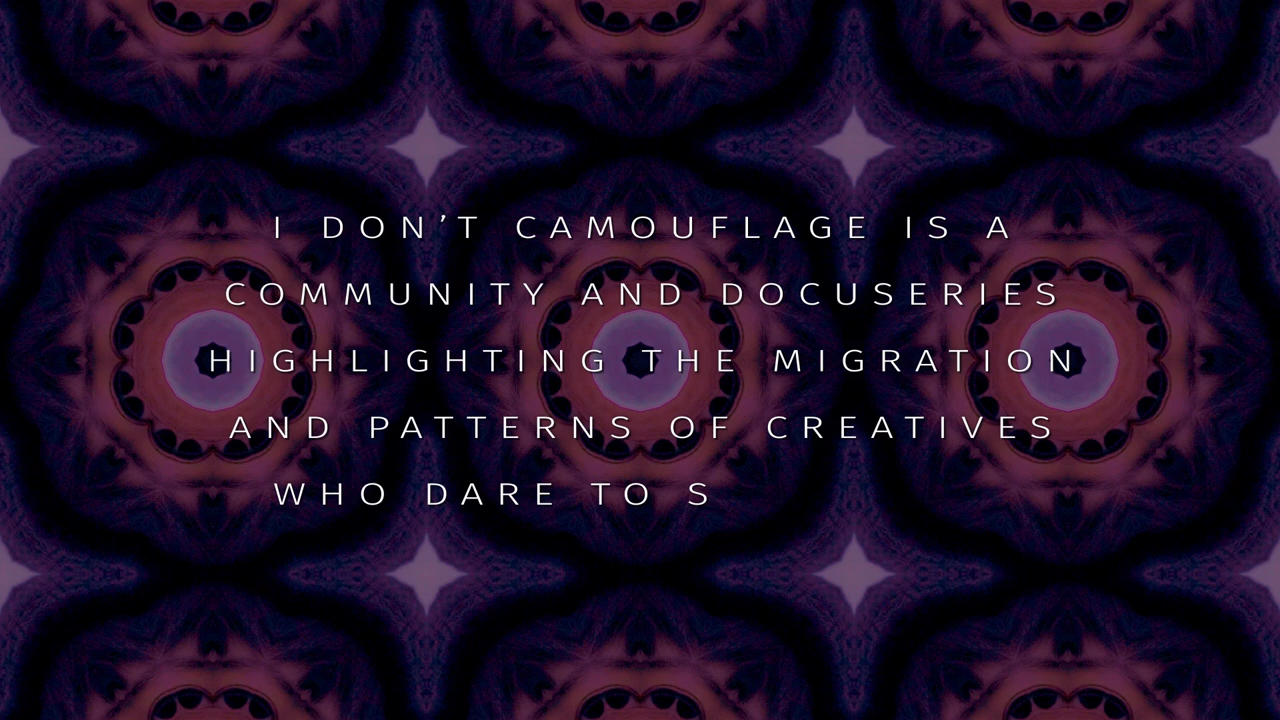 I DON’T CAMOUFLAGE IS A
COMMUNITY AND DOCUSERIES
HIGHLIGHTING THE MIGRATION
AND PATTERNS OF CREATIVES
WHO DARE TO S